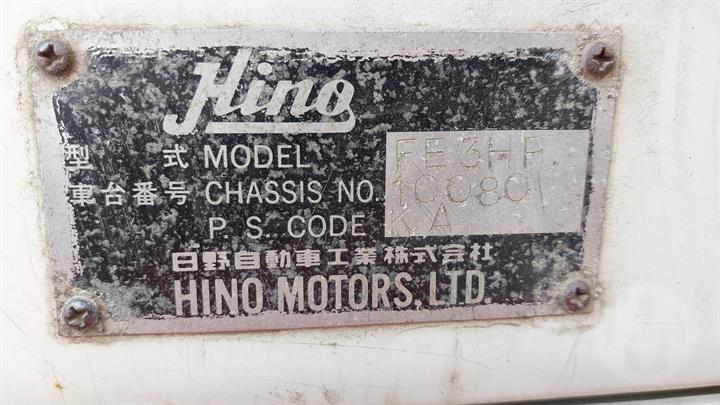 Hino
型式 MODEL FE3HF.
車台番号 CHASSIS NO. 100801
P.S. CODE KA
日野自動車工業株式会社
HINO MOTORS, LTD.